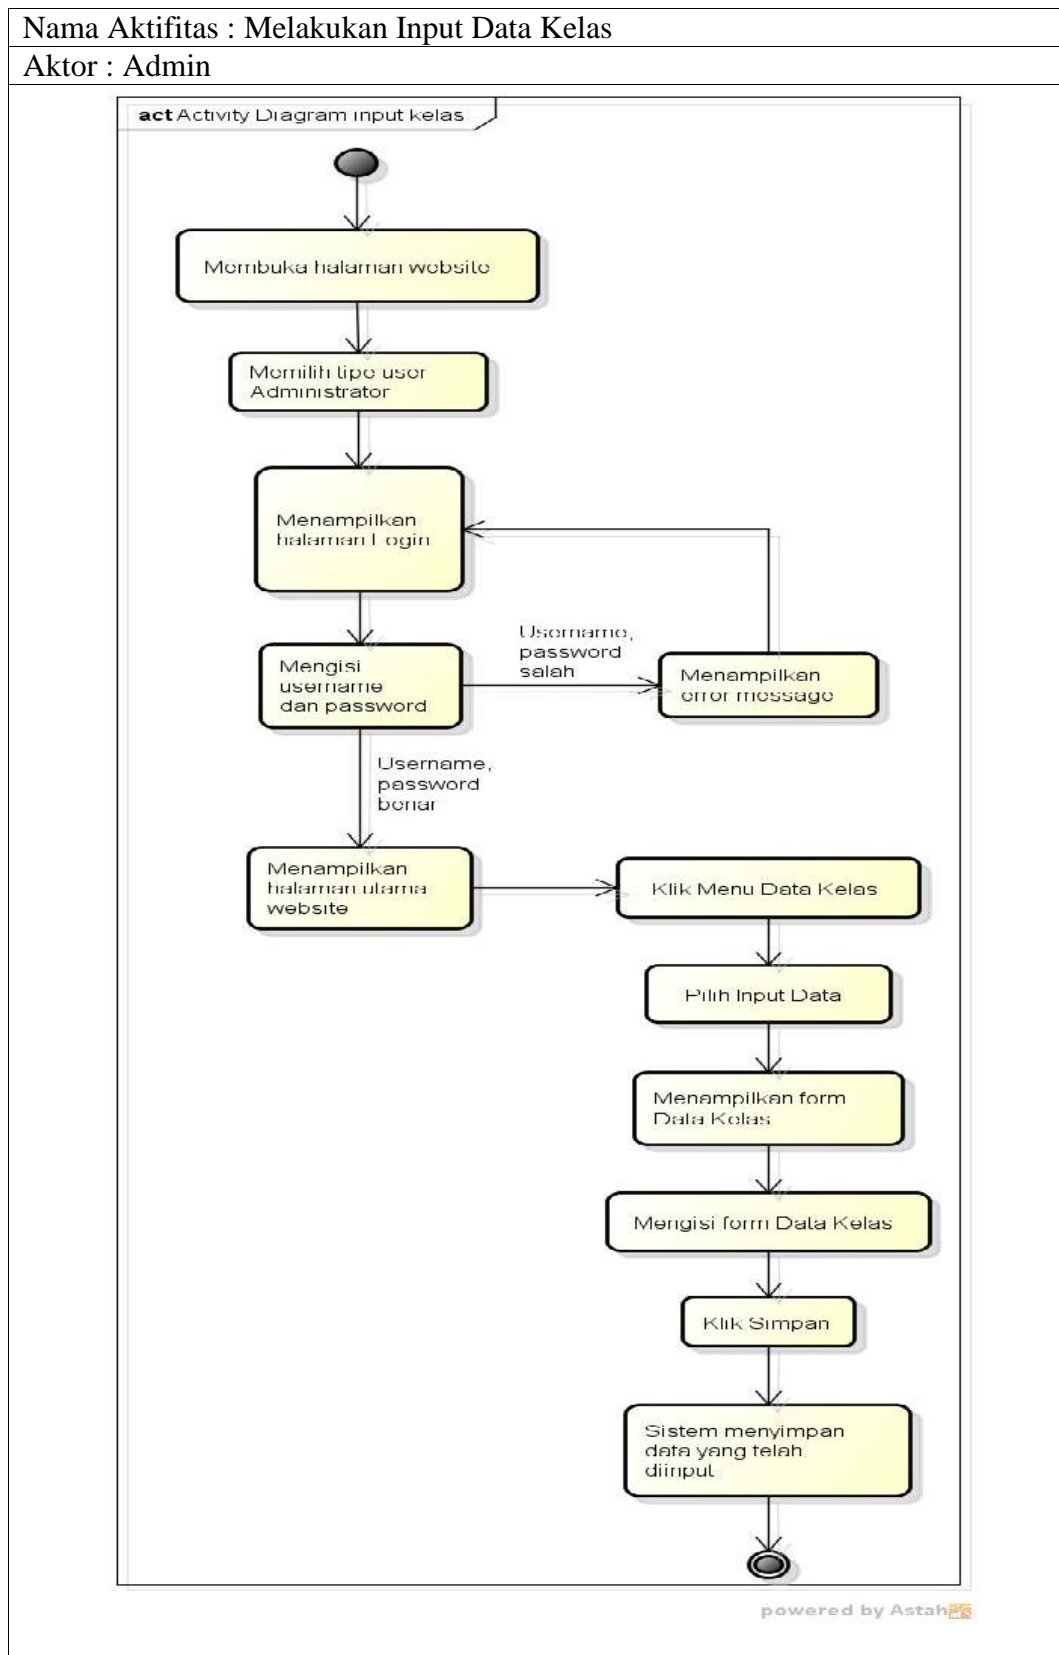 Nama Aktifitas : Melakukan Input Data Kelas
Aktor : Admin
act Activity Diagram input kelas
Membuka halaman website
Memilih tipe user
Administrator
Menampilkan
halaman Login
Username,
password
salah
Mengisi
username
dan password
Menampilkan
error message
Username,
password
benar
Menampilkan
halaman utama
website
Klik Menu Data Kelas
Pilih Input Data
Menampilkan form
Data Kelas
Mengisi form Data Kelas
Klik Simpan
Sistem menyimpan
data yang telah
diinput
powered by Astah